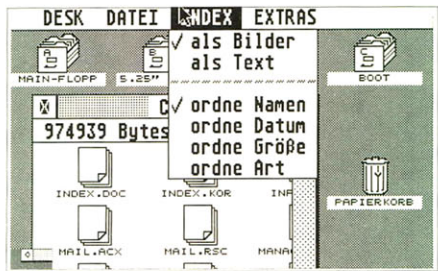 DESK DATEI INDEX EXTRAS
✓ als Bilder
als Text
✓ ordne Namen
ordne Datum
ordne Größe
ordne Art
A
MAIN-FLOPP
B
5.25"
C
BOOT
C
974939 Bytes
INDEX.DOC
INDEX.KOR
MAIL.ACX
MAIL.RSC
PAPIERKORB